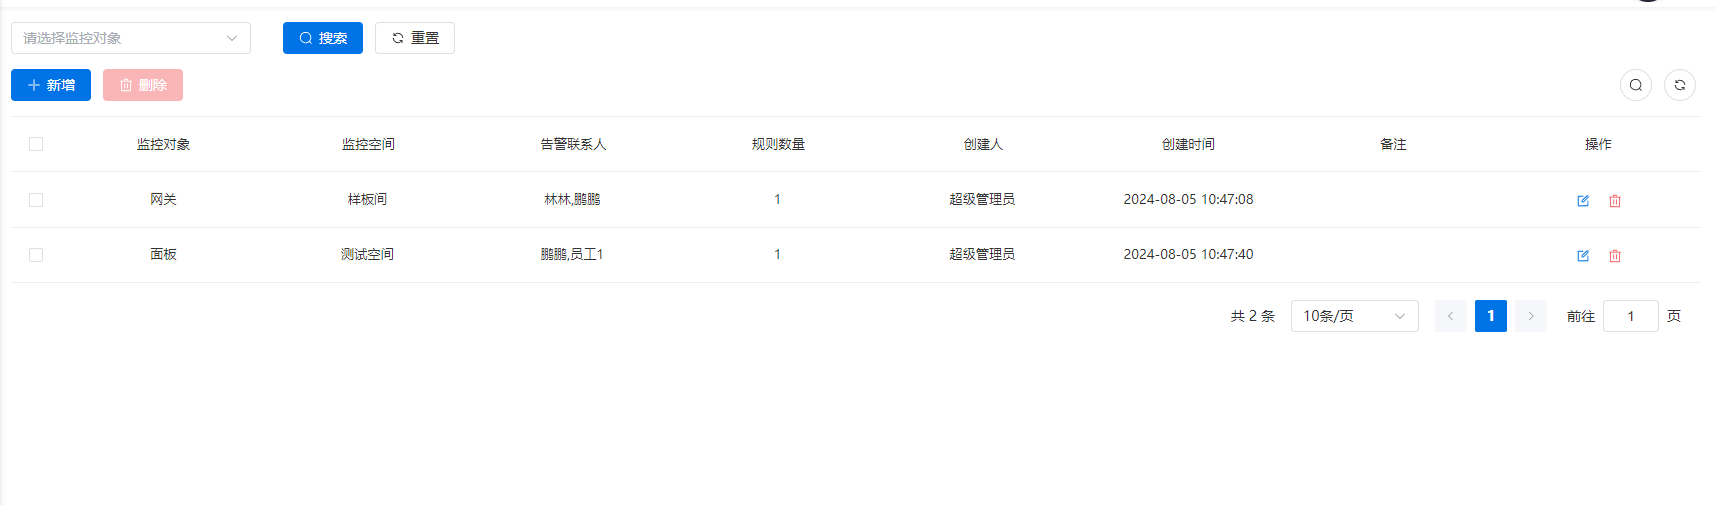 请选择监控对象 搜索 重置
新增 删除
监控对象 监控空间 告警联系人 规则数量 创建人 创建时间 备注 操作
网关 样板间 林林,鹏鹏 1 超级管理员 2024-08-05 10:47:08
面板 测试空间 鹏鹏,员工1 1 超级管理员 2024-08-05 10:47:40
共 2 条 10条/页 1 前往 1 页